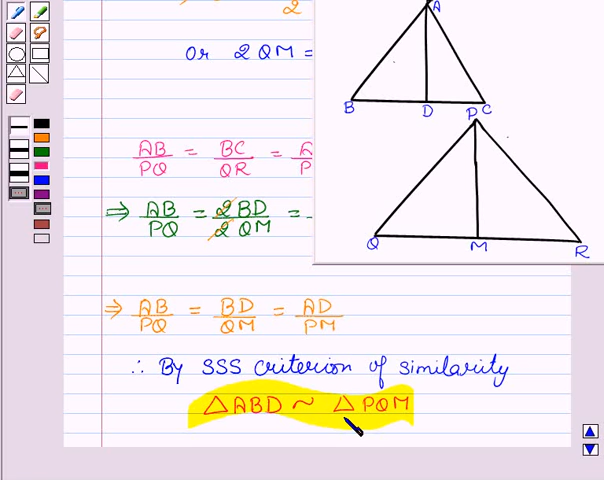 2
Or 2QM =
AB/PQ = BC/QR = A/P
⇒ AB/PQ = 2BD/2QM =
⇒ AB/PQ = BD/QM = AD/PM
∴ By SSS criterion of similarity
△ABD ~ △PQM
A
B D C
P
Q M R